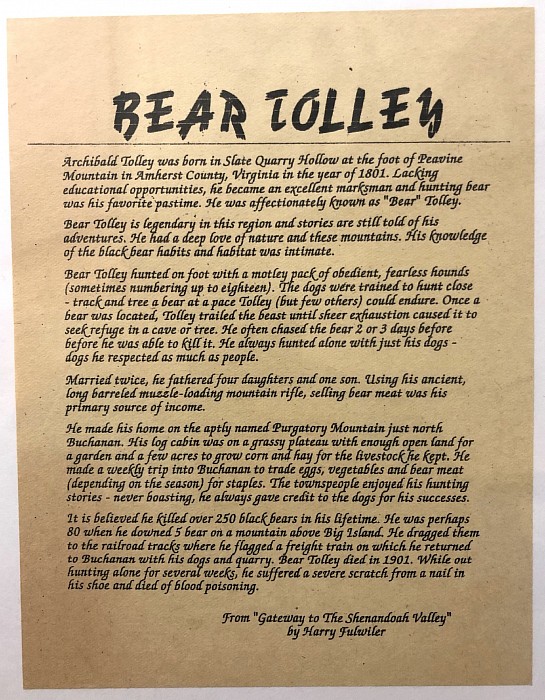 BEAR TOLLEY
Archibald Tolley was born in Slate Quarry Hollow at the foot of Peavine
Mountain in Amherst County, Virginia in the year of 1801. Lacking
educational opportunities, he became an excellent marksman and hunting bear
was his favorite pastime. He was affectionately known as "Bear" Tolley.
Bear Tolley is legendary in this region and stories are still told of his
adventures. He had a deep love of nature and these mountains. His knowledge
of the black bear habits and habitat was intimate.
Bear Tolley hunted on foot with a motley pack of obedient, fearless hounds
(sometimes numbering up to eighteen). The dogs were trained to hunt close
- track and tree a bear at a pace Tolley (but few others) could endure. Once a
bear was located, Tolley trailed the beast until sheer exhaustion caused it to
seek refuge in a cave or tree. He often chased the bear 2 or 3 days before
before he was able to kill it. He always hunted alone with just his dogs -
dogs he respected as much as people.
Married twice, he fathered four daughters and one son. Using his ancient,
long barreled muzzle-loading mountain rifle, selling bear meat was his
primary source of income.
He made his home on the aptly named Purgatory Mountain just north
Buchanan. His log cabin was on a grassy plateau with enough open land for
a garden and a few acres to grow corn and hay for the livestock he kept. He
made a weekly trip into Buchanan to trade eggs, vegetables and bear meat
(depending on the season) for staples. The townspeople enjoyed his hunting
stories - never boasting, he always gave credit to the dogs for his successes.
It is believed he killed over 250 black bears in his lifetime. He was perhaps
80 when he downed 5 bear on a mountain above Big Island. He dragged them
to the railroad tracks where he flagged a freight train on which he returned
to Buchanan with his dogs and quarry. Bear Tolley died in 1901. While out
hunting alone for several weeks, he suffered a severe scratch from a nail in
his shoe and died of blood poisoning.
From "Gateway to The Shenandoah Valley"
by Harry Fulwiler